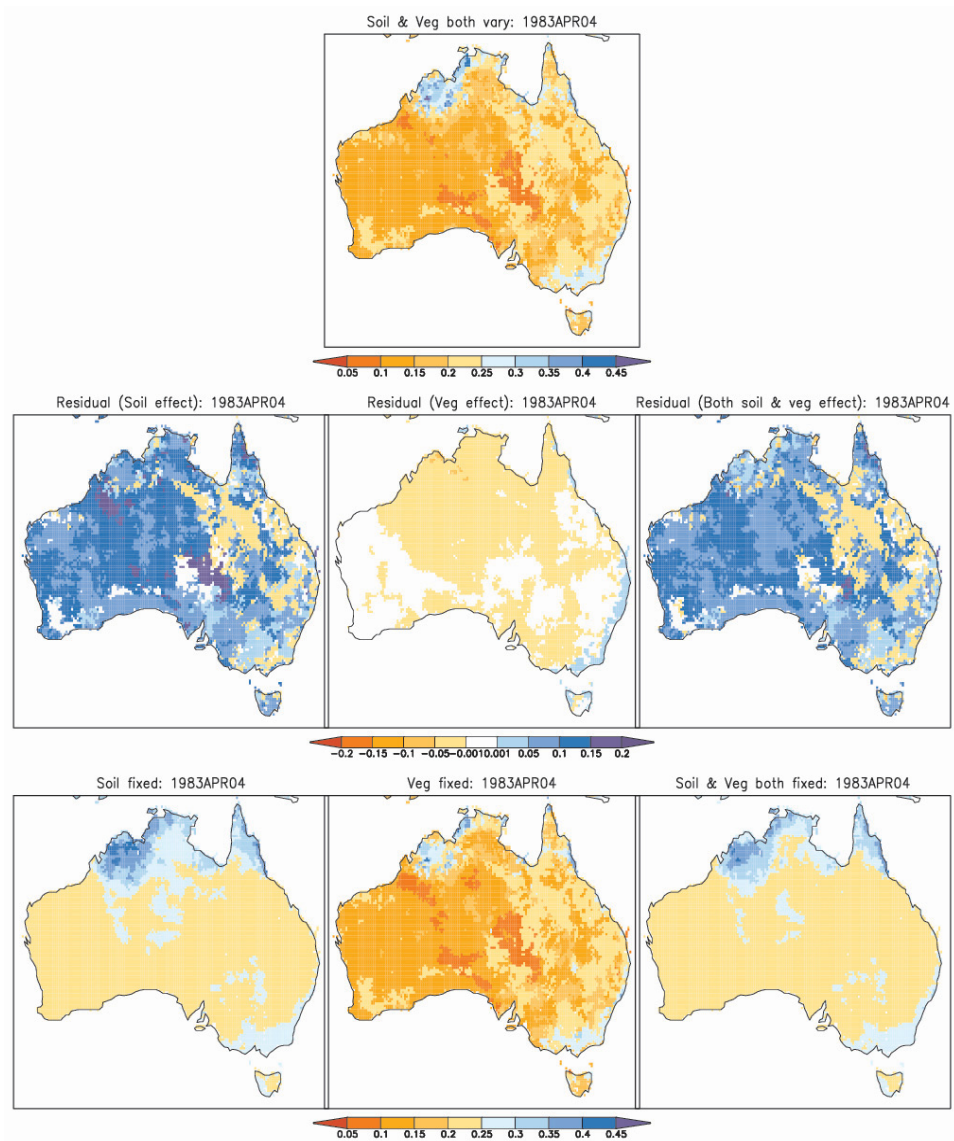 Soil & Veg both vary: 1983APR04
0.05 0.1 0.15 0.2 0.25 0.3 0.35 0.4 0.45
Residual (Soil effect): 1983APR04
Residual (Veg effect): 1983APR04
Residual (Both soil & veg effect): 1983APR04
-0.2 -0.15 -0.1 -0.05-0.0010.001 0.05 0.1 0.15 0.2
Soil fixed: 1983APR04
Veg fixed: 1983APR04
Soil & Veg both fixed: 1983APR04
0.05 0.1 0.15 0.2 0.25 0.3 0.35 0.4 0.45